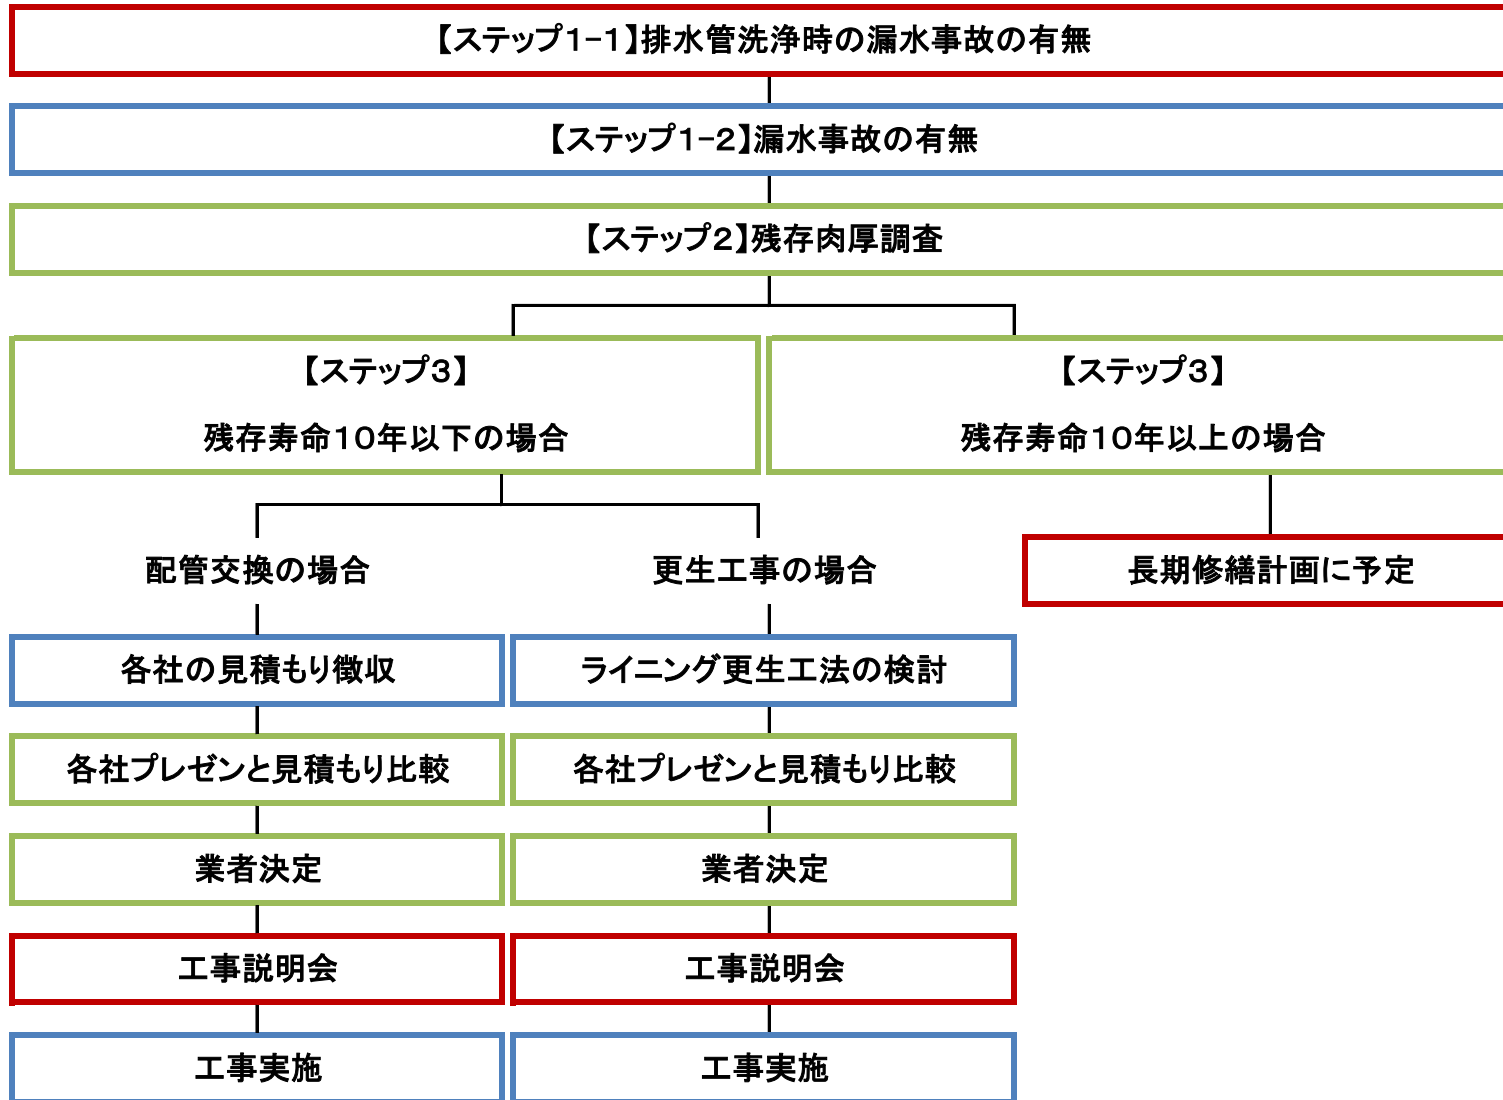 【ステップ1-1】排水管洗浄時の漏水事故の有無
【ステップ1-2】漏水事故の有無
【ステップ2】残存肉厚調査
【ステップ3】
残存寿命10年以下の場合
【ステップ3】
残存寿命10年以上の場合
配管交換の場合
更生工事の場合
長期修繕計画に予定
各社の見積もり徴収
ライニング更生工法の検討
各社プレゼンと見積もり比較
各社プレゼンと見積もり比較
業者決定
業者決定
工事説明会
工事説明会
工事実施
工事実施